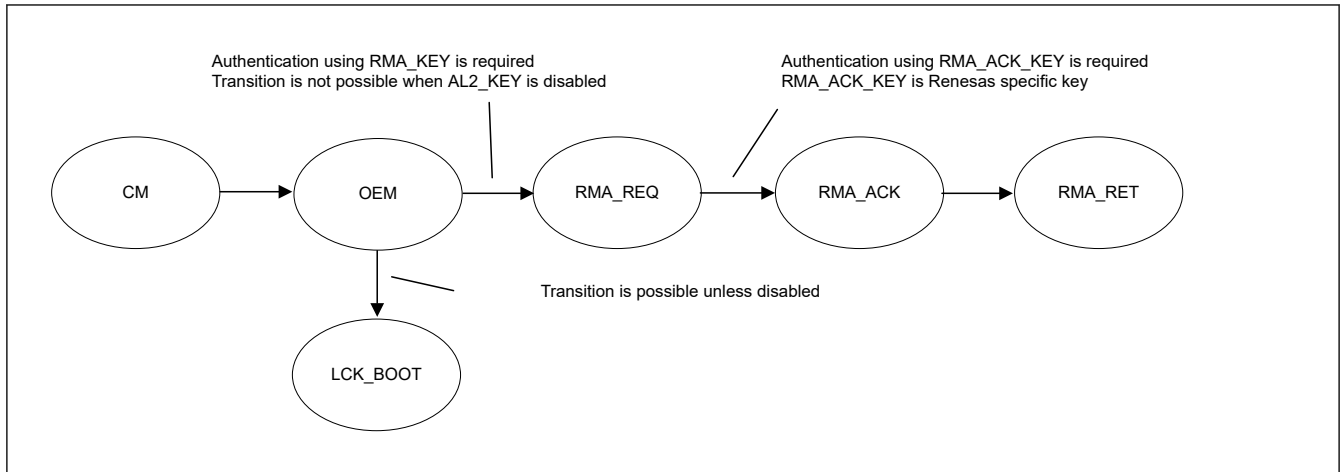 Authentication using RMA_KEY is required
Transition is not possible when AL2_KEY is disabled
Authentication using RMA_ACK_KEY is required
RMA_ACK_KEY is Renesas specific key
CM
OEM
RMA_REQ
RMA_ACK
RMA_RET
Transition is possible unless disabled
LCK_BOOT